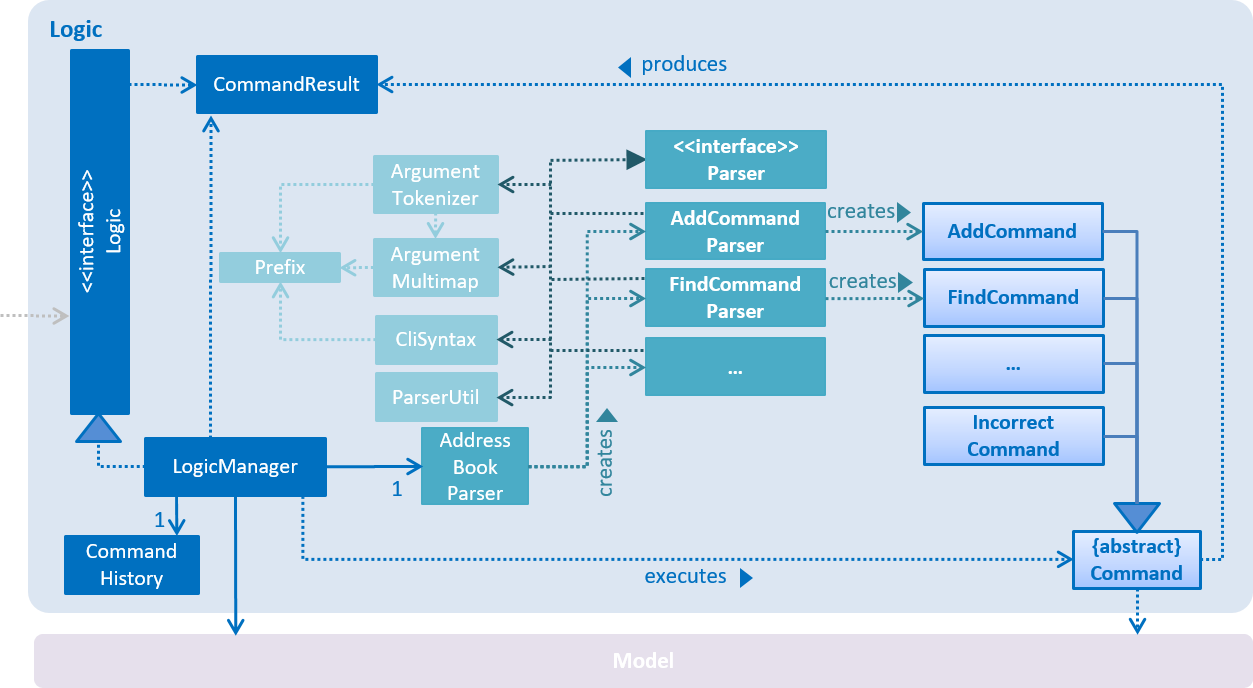 Logic
<<interface>>
Logic
CommandResult
produces
<<interface>>
Parser
Argument
Tokenizer
AddCommand
Parser
creates
AddCommand
Prefix
Argument
Multimap
FindCommand
Parser
creates
FindCommand
CliSyntax
...
...
ParserUtil
Incorrect
Command
LogicManager
1
Address
Book
Parser
creates
1
Command
History
executes
{abstract}
Command
Model